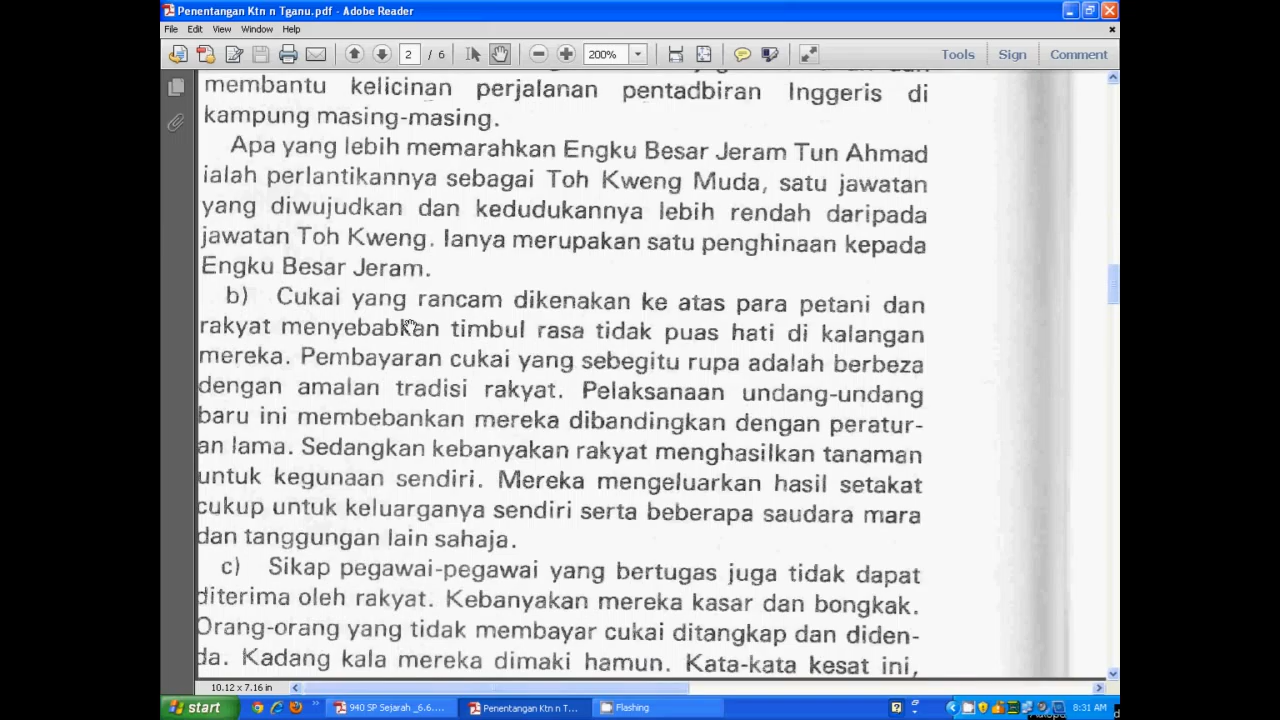 Penentangan Ktn n Tganu.pdf - Adobe Reader
File Edit View Window Help
2 / 6 200% Tools Sign Comment
membantu kelicinan perjalanan pentadbiran Inggeris di
kampung masing-masing.
Apa yang lebih memarahkan Engku Besar Jeram Tun Ahmad
ialah perlantikannya sebagai Toh Kweng Muda, satu jawatan
yang diwujudkan dan kedudukannya lebih rendah daripada
jawatan Toh Kweng. Ianya merupakan satu penghinaan kepada
Engku Besar Jeram.
b) Cukai yang rancam dikenakan ke atas para petani dan
rakyat menyebabkan timbul rasa tidak puas hati di kalangan
mereka. Pembayaran cukai yang sebegitu rupa adalah berbeza
dengan amalan tradisi rakyat. Pelaksanaan undang-undang
baru ini membebankan mereka dibandingkan dengan peratur-
an lama. Sedangkan kebanyakan rakyat menghasilkan tanaman
untuk kegunaan sendiri. Mereka mengeluarkan hasil setakat
cukup untuk keluarganya sendiri serta beberapa saudara mara
dan tanggungan lain sahaja.
c) Sikap pegawai-pegawai yang bertugas juga tidak dapat
diterima oleh rakyat. Kebanyakan mereka kasar dan bongkak.
Orang-orang yang tidak membayar cukai ditangkap dan diden-
da. Kadang kala mereka dimaki hamun. Kata-kata kesat ini,
10.12 x 7.16 in
start 940 SP Sejarah _6.6.... Penentangan Ktn n T... Flashing 8:31 AM